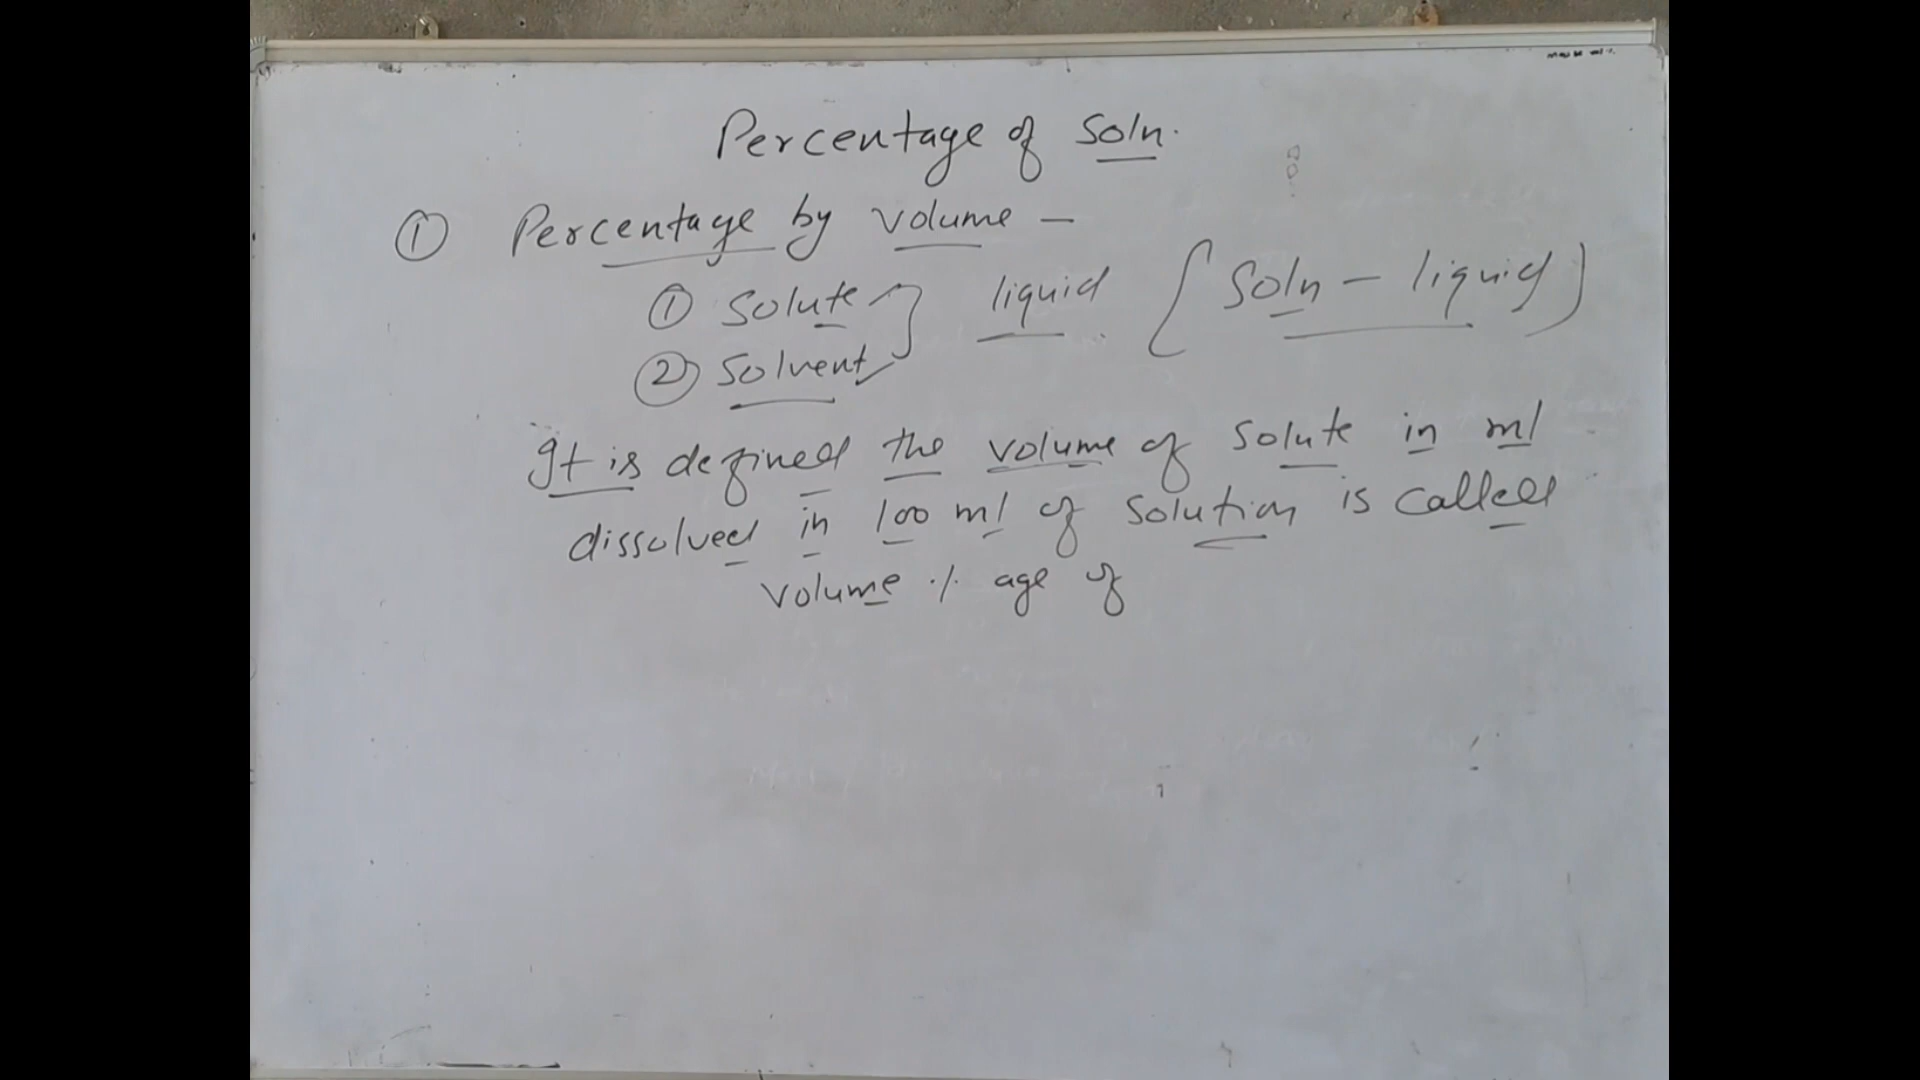 Percentage of Soln.
① Percentage by volume -
① Solute
liquid [Soln - liquid]
② Solvent
It is defined the volume of solute in ml
dissolved in 100 ml of solution is called
volume % age of